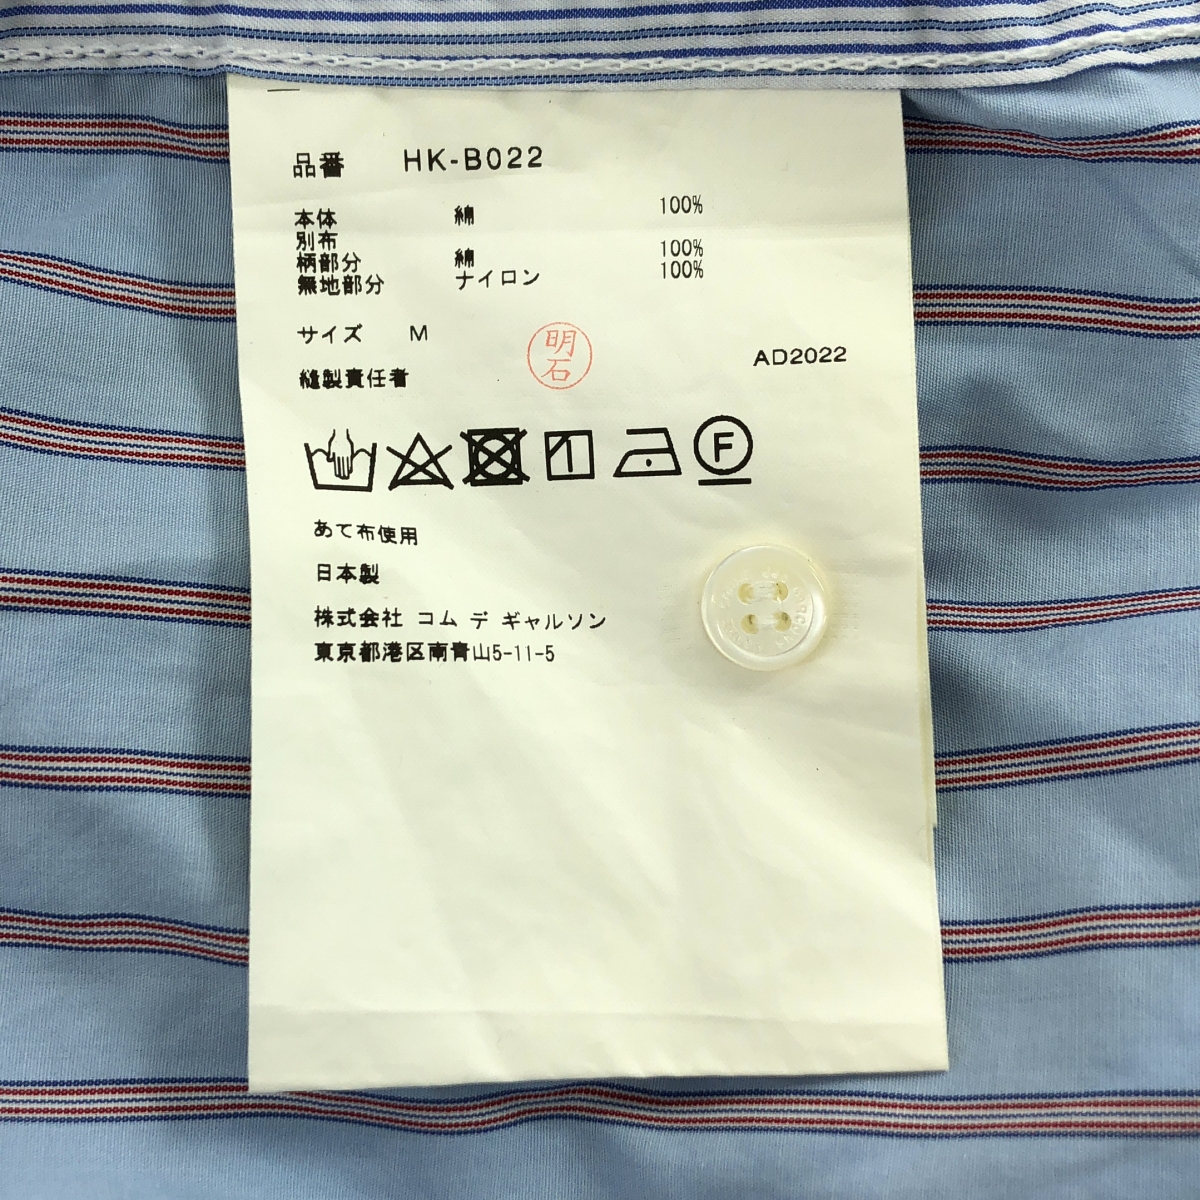 品番 HK-B022
本体 綿 100%
別布
柄部分 綿 100%
無地部分 ナイロン 100%
サイズ M
明石
AD2022
縫製責任者
F
あて布使用
日本製
株式会社 コム デ ギャルソン
東京都港区南青山5-11-5